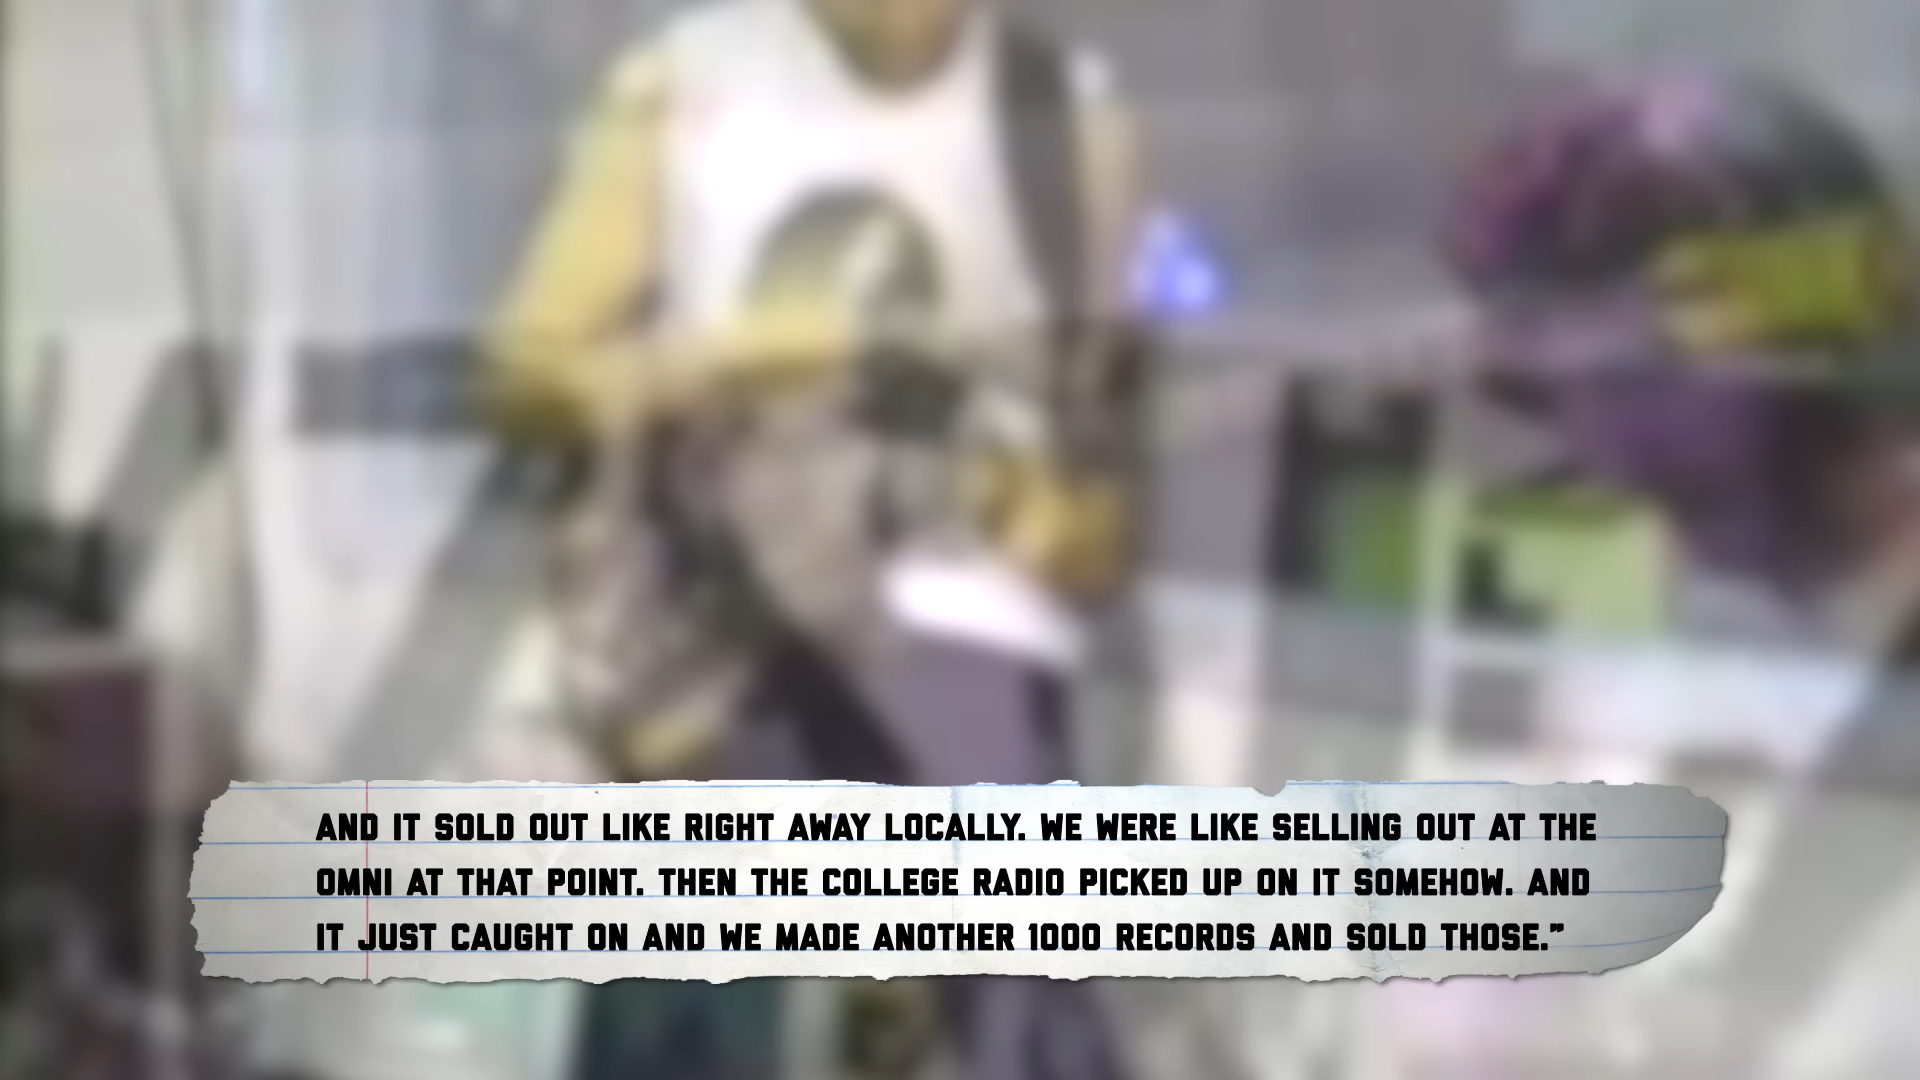 AND IT SOLD OUT LIKE RIGHT AWAY LOCALLY. WE WERE LIKE SELLING OUT AT THE
OMNI AT THAT POINT. THEN THE COLLEGE RADIO PICKED UP ON IT SOMEHOW. AND
IT JUST CAUGHT ON AND WE MADE ANOTHER 1000 RECORDS AND SOLD THOSE.”